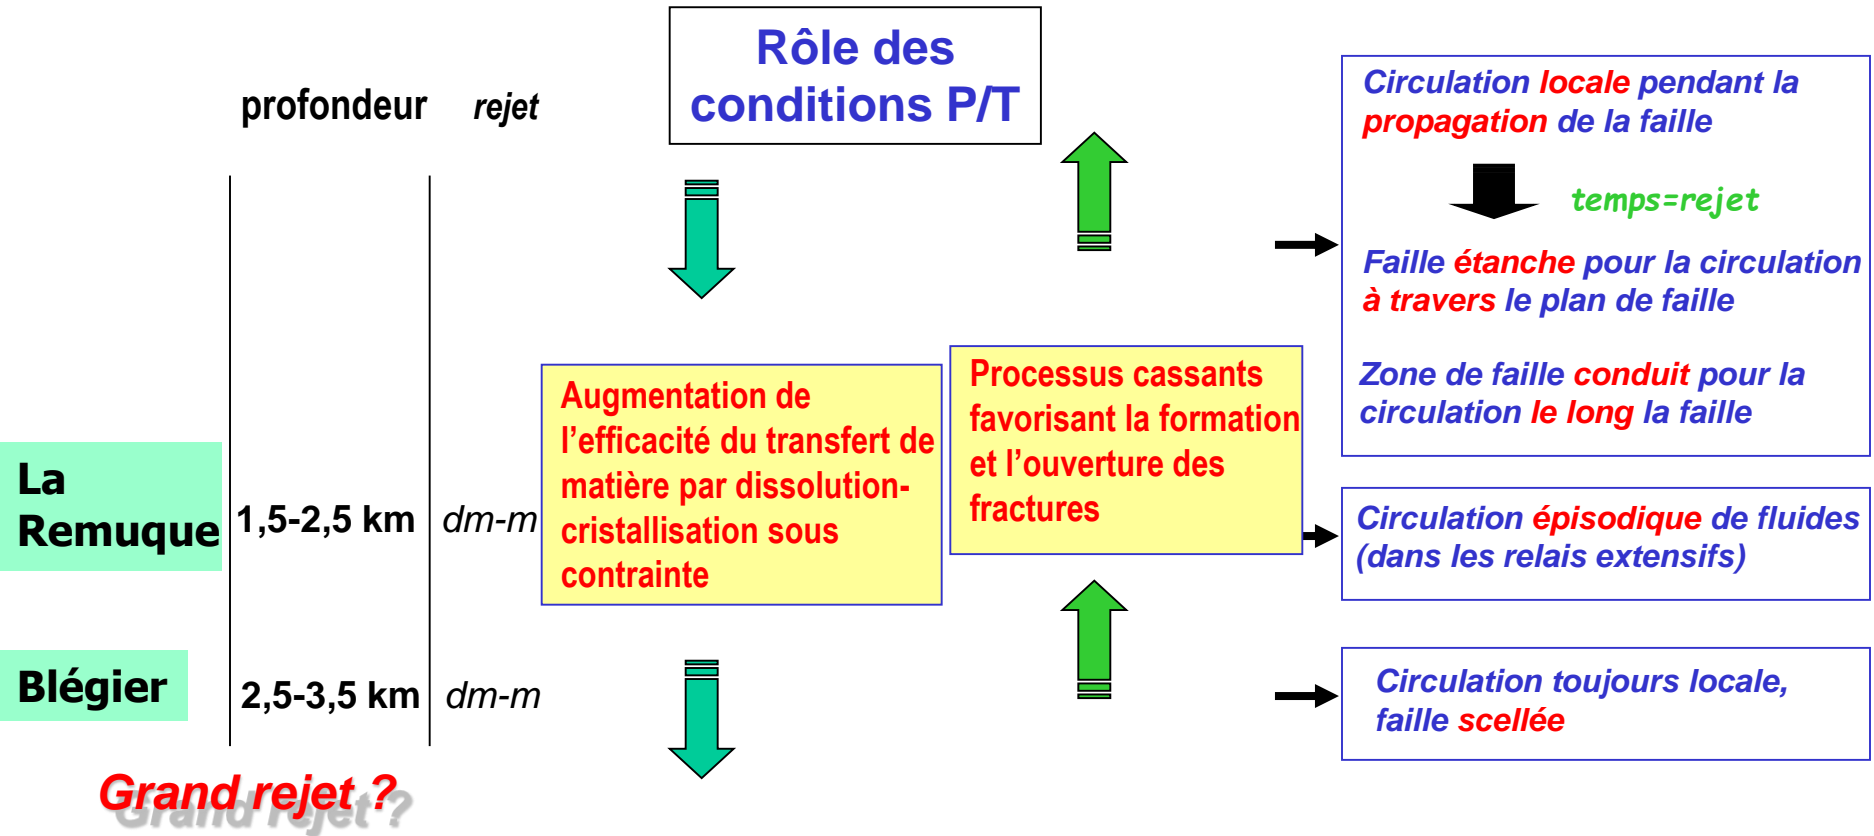 Rôle des
conditions P/T
profondeur rejet
Circulation locale pendant la
propagation de la faille
temps=rejet
Faille étanche pour la circulation
à travers le plan de faille
Zone de faille conduit pour la
circulation le long la faille
Augmentation de
l’efficacité du transfert de
matière par dissolution-
cristallisation sous
contrainte
Processus cassants
favorisant la formation
et l’ouverture des
fractures
La
Remuque
1,5-2,5 km dm-m
Circulation épisodique de fluides
(dans les relais extensifs)
Blégier
2,5-3,5 km dm-m
Circulation toujours locale,
faille scellée
Grand rejet ?